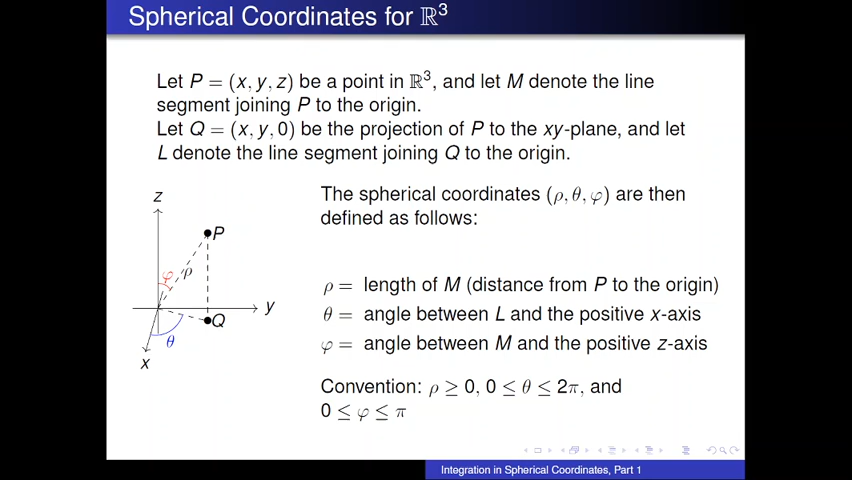 Spherical Coordinates for ℝ³
Let P = (x, y, z) be a point in ℝ³, and let M denote the line
segment joining P to the origin.
Let Q = (x, y, 0) be the projection of P to the xy-plane, and let
L denote the line segment joining Q to the origin.
The spherical coordinates (ρ, θ, φ) are then
defined as follows:
z
P
φ
ρ
y
Q
θ
x
ρ = length of M (distance from P to the origin)
θ = angle between L and the positive x-axis
φ = angle between M and the positive z-axis
Convention: ρ ≥ 0, 0 ≤ θ ≤ 2π, and
0 ≤ φ ≤ π
Integration in Spherical Coordinates, Part 1